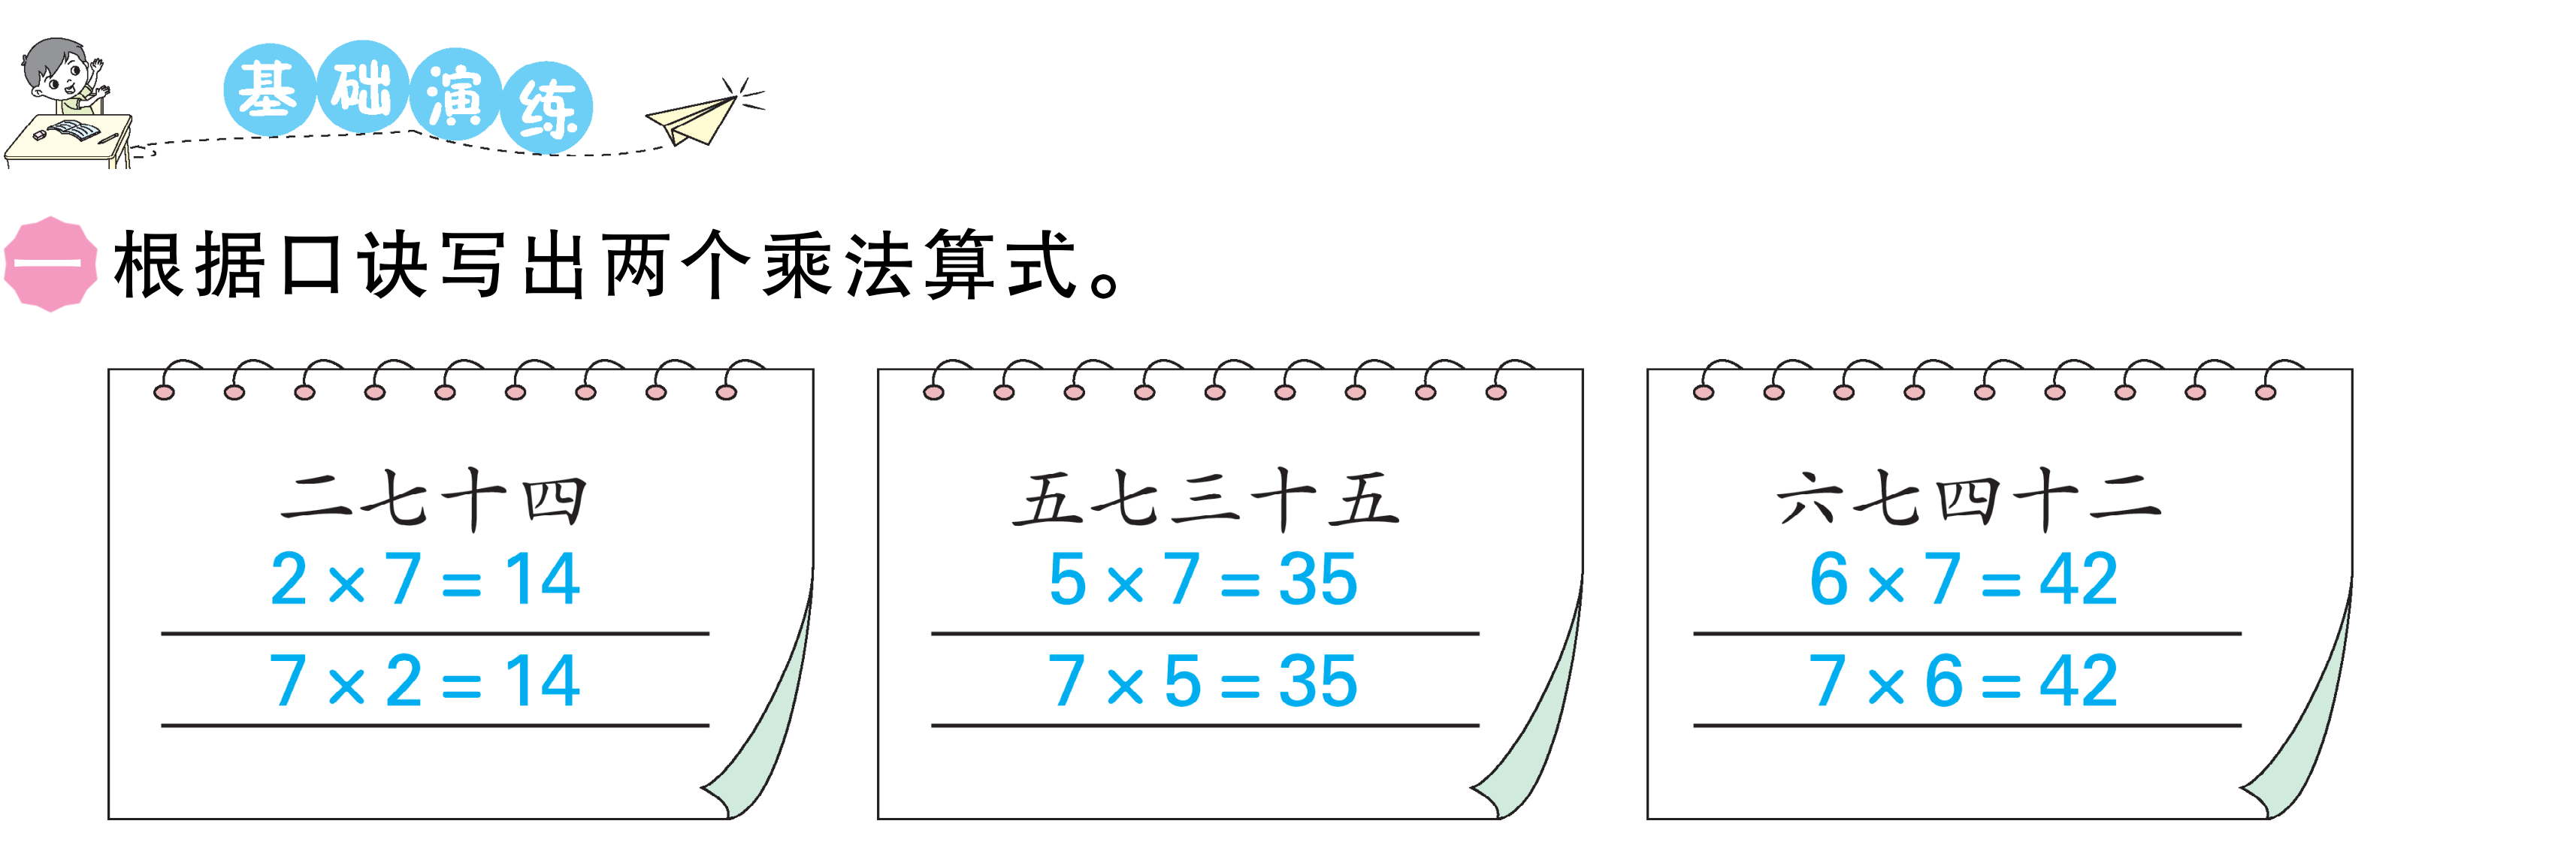 基础演练
一 根据口诀写出两个乘法算式。
二七十四
2×7=14
7×2=14
五七三十五
5×7=35
7×5=35
六七四十二
6×7=42
7×6=42